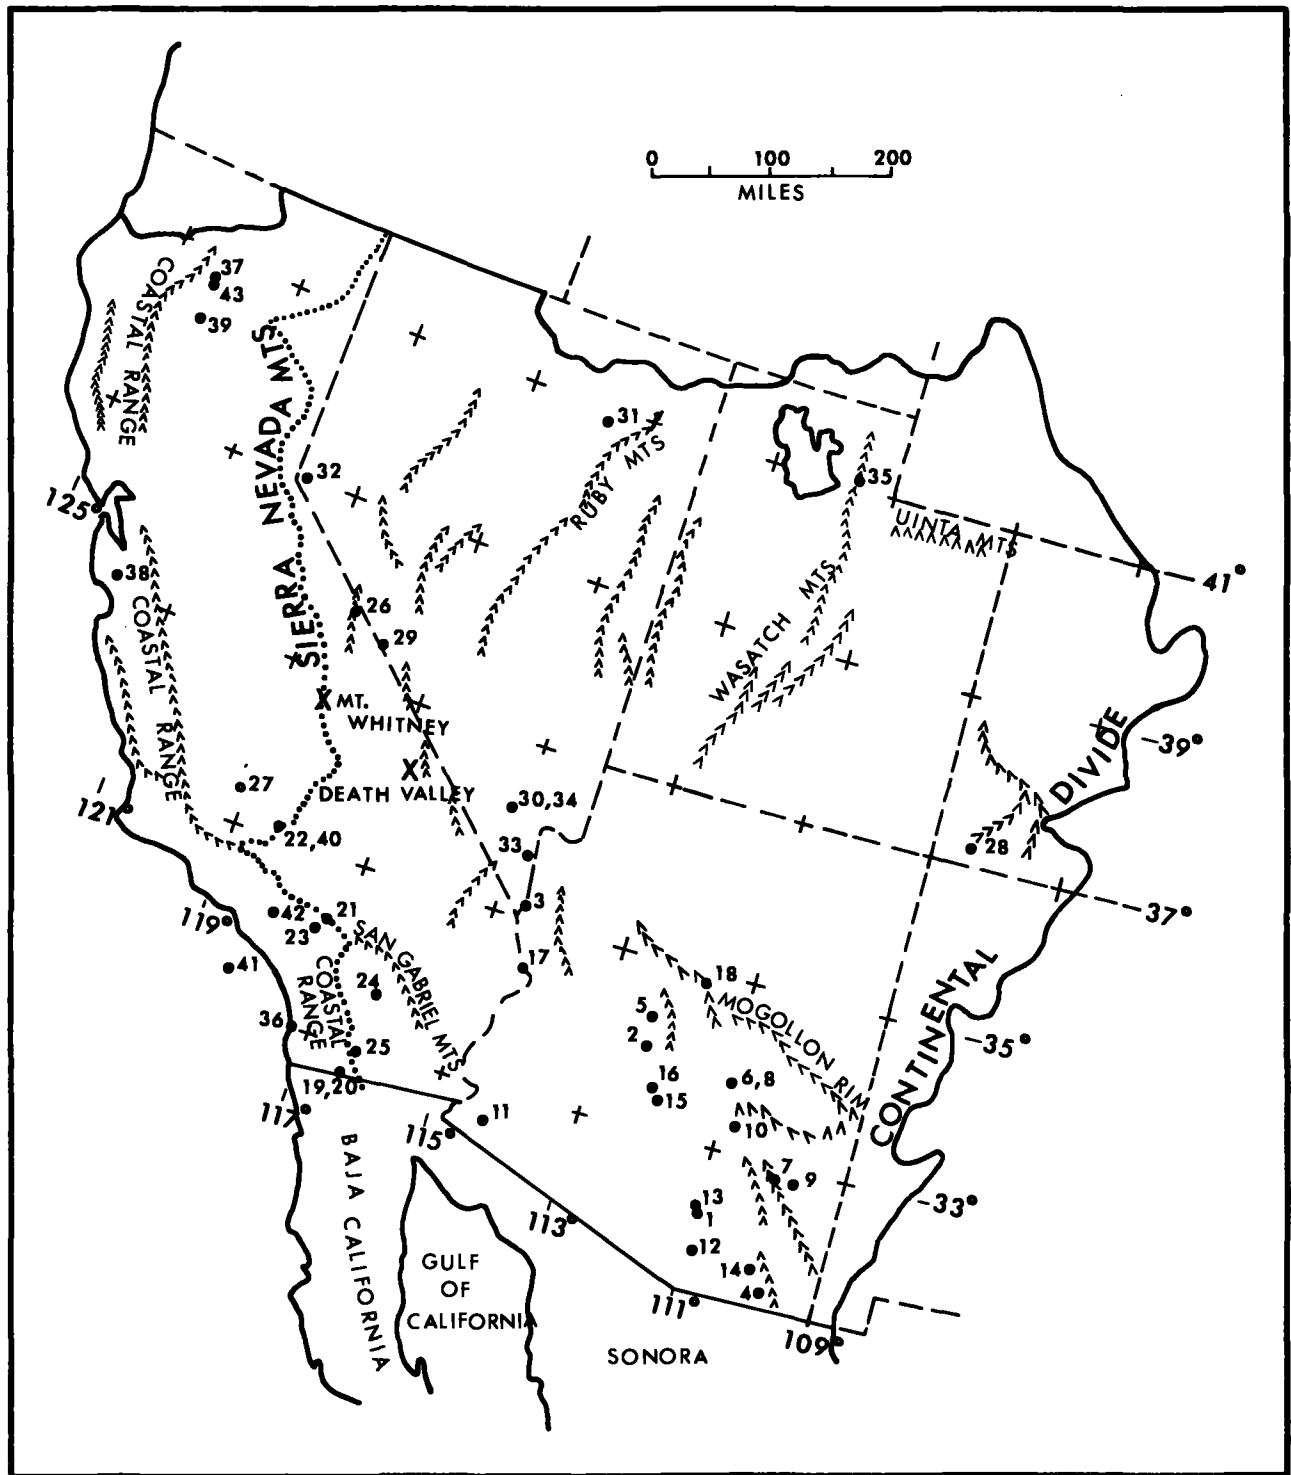 0 100 200
MILES
COASTAL RANGE
37
43
39
SIERRA NEVADA MTS
31
RUBY MTS
32
35
125°
UINTA MTS
41°
38
COASTAL RANGE
26
29
WASATCH MTS
X MT.
WHITNEY
39°
X
DEATH VALLEY
27
30,34
121°
22,40
33
28
CONTINENTAL DIVIDE
3
37°
119°
42
21
23
SAN GABRIEL MTS
41
17
18
24
COASTAL
RANGE
5
MOGOLLON RIM
36
2
35°
25
16
6,8
19,20
15
117°
11
115°
10
BAJA CALIFORNIA
7
9
33°
13
1
113°
12
GULF
OF
CALIFORNIA
14
4
111°
109°
SONORA